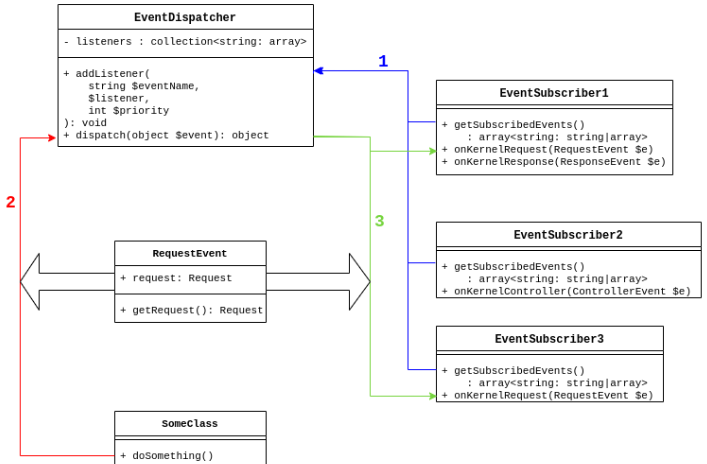 EventDispatcher
- listeners : collection<string: array>
+ addListener(
string $eventName,
$listener,
int $priority
): void
+ dispatch(object $event): object
1
EventSubscriber1
+ getSubscribedEvents()
: array<string: string|array>
+ onKernelRequest(RequestEvent $e)
+ onKernelResponse(ResponseEvent $e)
2
3
RequestEvent
+ request: Request
+ getRequest(): Request
EventSubscriber2
+ getSubscribedEvents()
: array<string: string|array>
+ onKernelController(ControllerEvent $e)
EventSubscriber3
+ getSubscribedEvents()
: array<string: string|array>
+ onKernelRequest(RequestEvent $e)
SomeClass
+ doSomething()